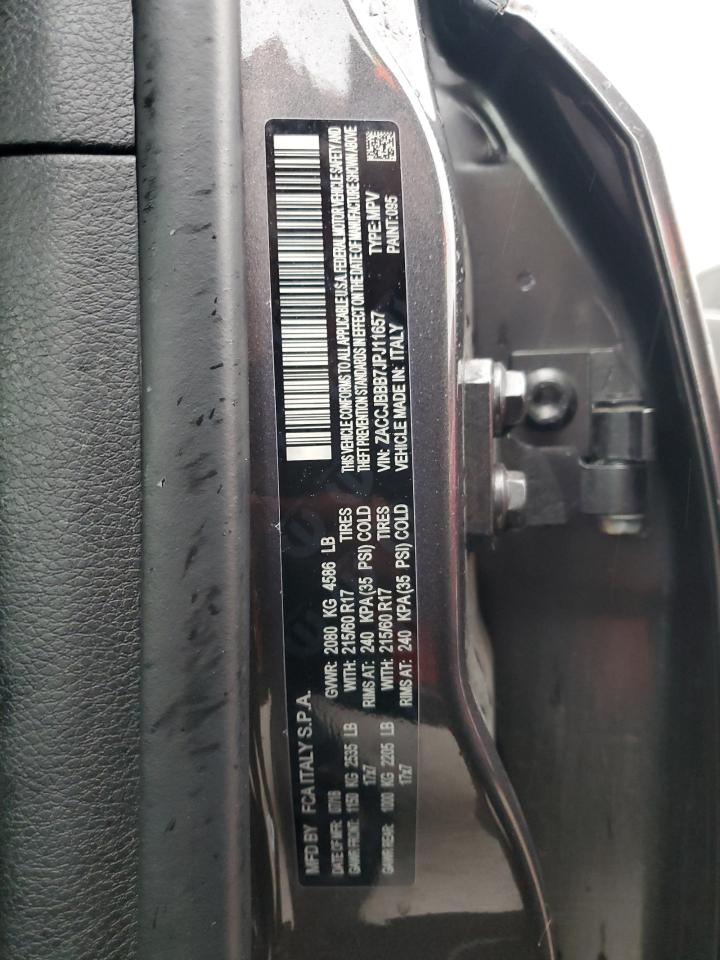 MFD BY FCA ITALY S.P.A.
DATE OF MFR: 07/18 GVWR: 2080 KG 4586 LB
GAWR FRONT: 1150 KG 2535 LB WITH: 215/60 R17 TIRES
17x7 RIMS AT: 240 KPA(35 PSI) COLD
GAWR REAR: 1000 KG 2205 LB WITH: 215/60 R17 TIRES
17x7 RIMS AT: 240 KPA(35 PSI) COLD
THIS VEHICLE CONFORMS TO ALL APPLICABLE U.S.A. FEDERAL MOTOR VEHICLE SAFETY AND
THEFT PREVENTION STANDARDS IN EFFECT ON THE DATE OF MANUFACTURE SHOWN ABOVE
VIN: ZACCJBBB7JPJ11657 TYPE: MPV
VEHICLE MADE IN: ITALY PAINT: 095